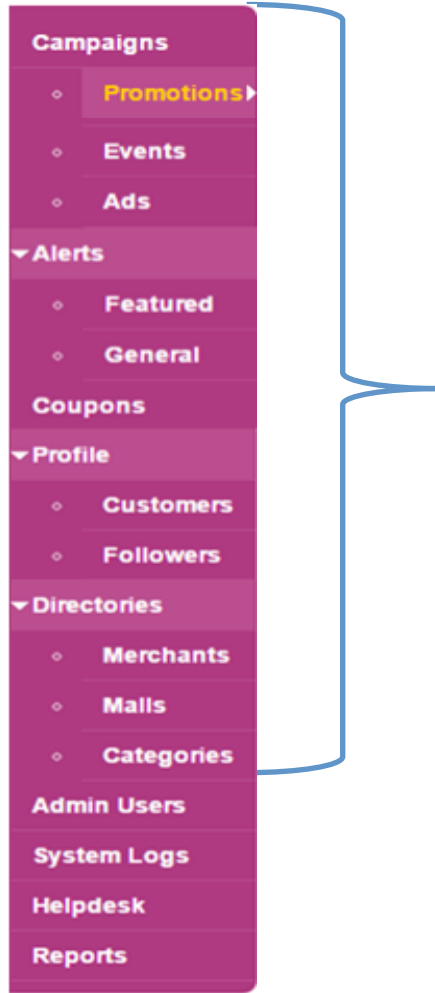 Campaigns
Promotions
Events
Ads
Alerts
Featured
General
Coupons
Profile
Customers
Followers
Directories
Merchants
Malls
Categories
Admin Users
System Logs
Helpdesk
Reports